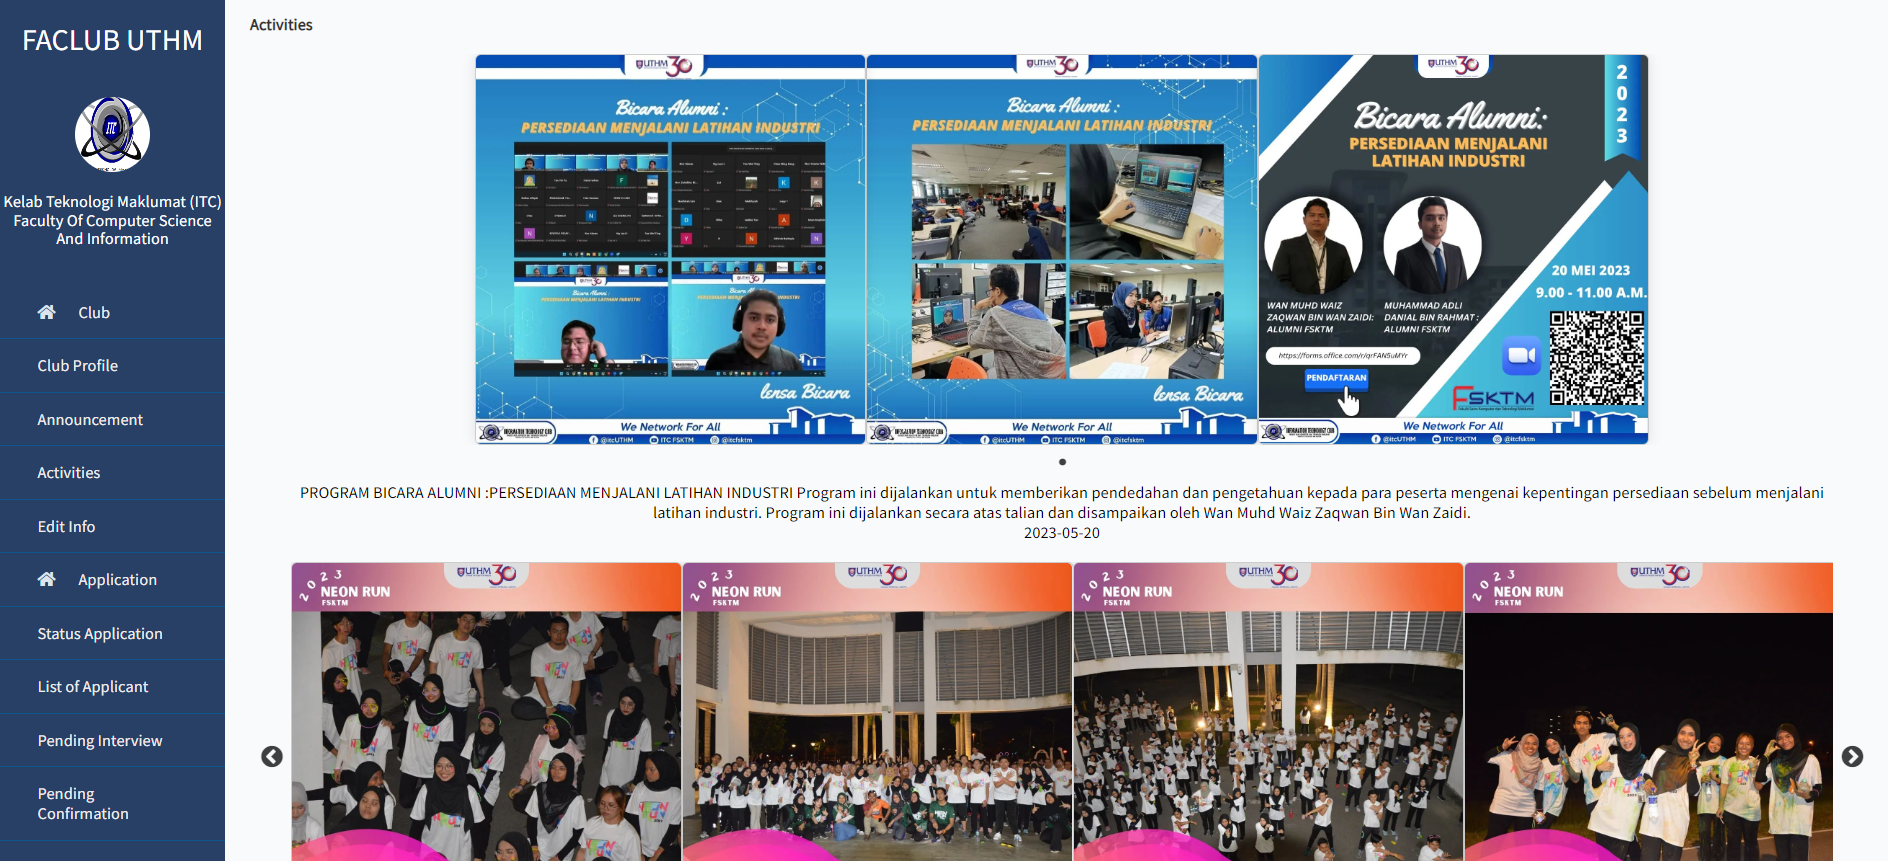 FACLUB UTHM
ITC
Kelab Teknologi Maklumat (ITC)
Faculty Of Computer Science
And Information
Club
Club Profile
Announcement
Activities
Edit Info
Application
Status Application
List of Applicant
Pending Interview
Pending
Confirmation
Activities
UTHM 30
Bicara Alumni :
PERSEDIAAN MENJALANI LATIHAN INDUSTRI
lensa Bicara
We Network For All
@itcUTHM ITC FSKTM @itcfsktm
UTHM 30
Bicara Alumni :
PERSEDIAAN MENJALANI LATIHAN INDUSTRI
lensa Bicara
We Network For All
@itcUTHM ITC FSKTM @itcfsktm
UTHM 30
2023
Bicara Alumni:
PERSEDIAAN MENJALANI
LATIHAN INDUSTRI
20 MEI 2023
9.00 - 11.00 A.M.
WAN MUHD WAIZ
ZAQWAN BIN WAN ZAIDI:
ALUMNI FSKTM
MUHAMMAD ADLI
DANIAL BIN RAHMAT :
ALUMNI FSKTM
https://forms.office.com/r/qrFAN5uMYr
PENDAFTARAN
FSKTM
We Network For All
@itcUTHM ITC FSKTM @itcfsktm
PROGRAM BICARA ALUMNI :PERSEDIAAN MENJALANI LATIHAN INDUSTRI Program ini dijalankan untuk memberikan pendedahan dan pengetahuan kepada para peserta mengenai kepentingan persediaan sebelum menjalani
latihan industri. Program ini dijalankan secara atas talian dan disampaikan oleh Wan Muhd Waiz Zaqwan Bin Wan Zaidi.
2023-05-20
2023
NEON RUN
FSKTM
UTHM 30
2023
NEON RUN
FSKTM
UTHM 30
2023
NEON RUN
FSKTM
UTHM 30
2023
NEON RUN
FSKTM
UTHM 30